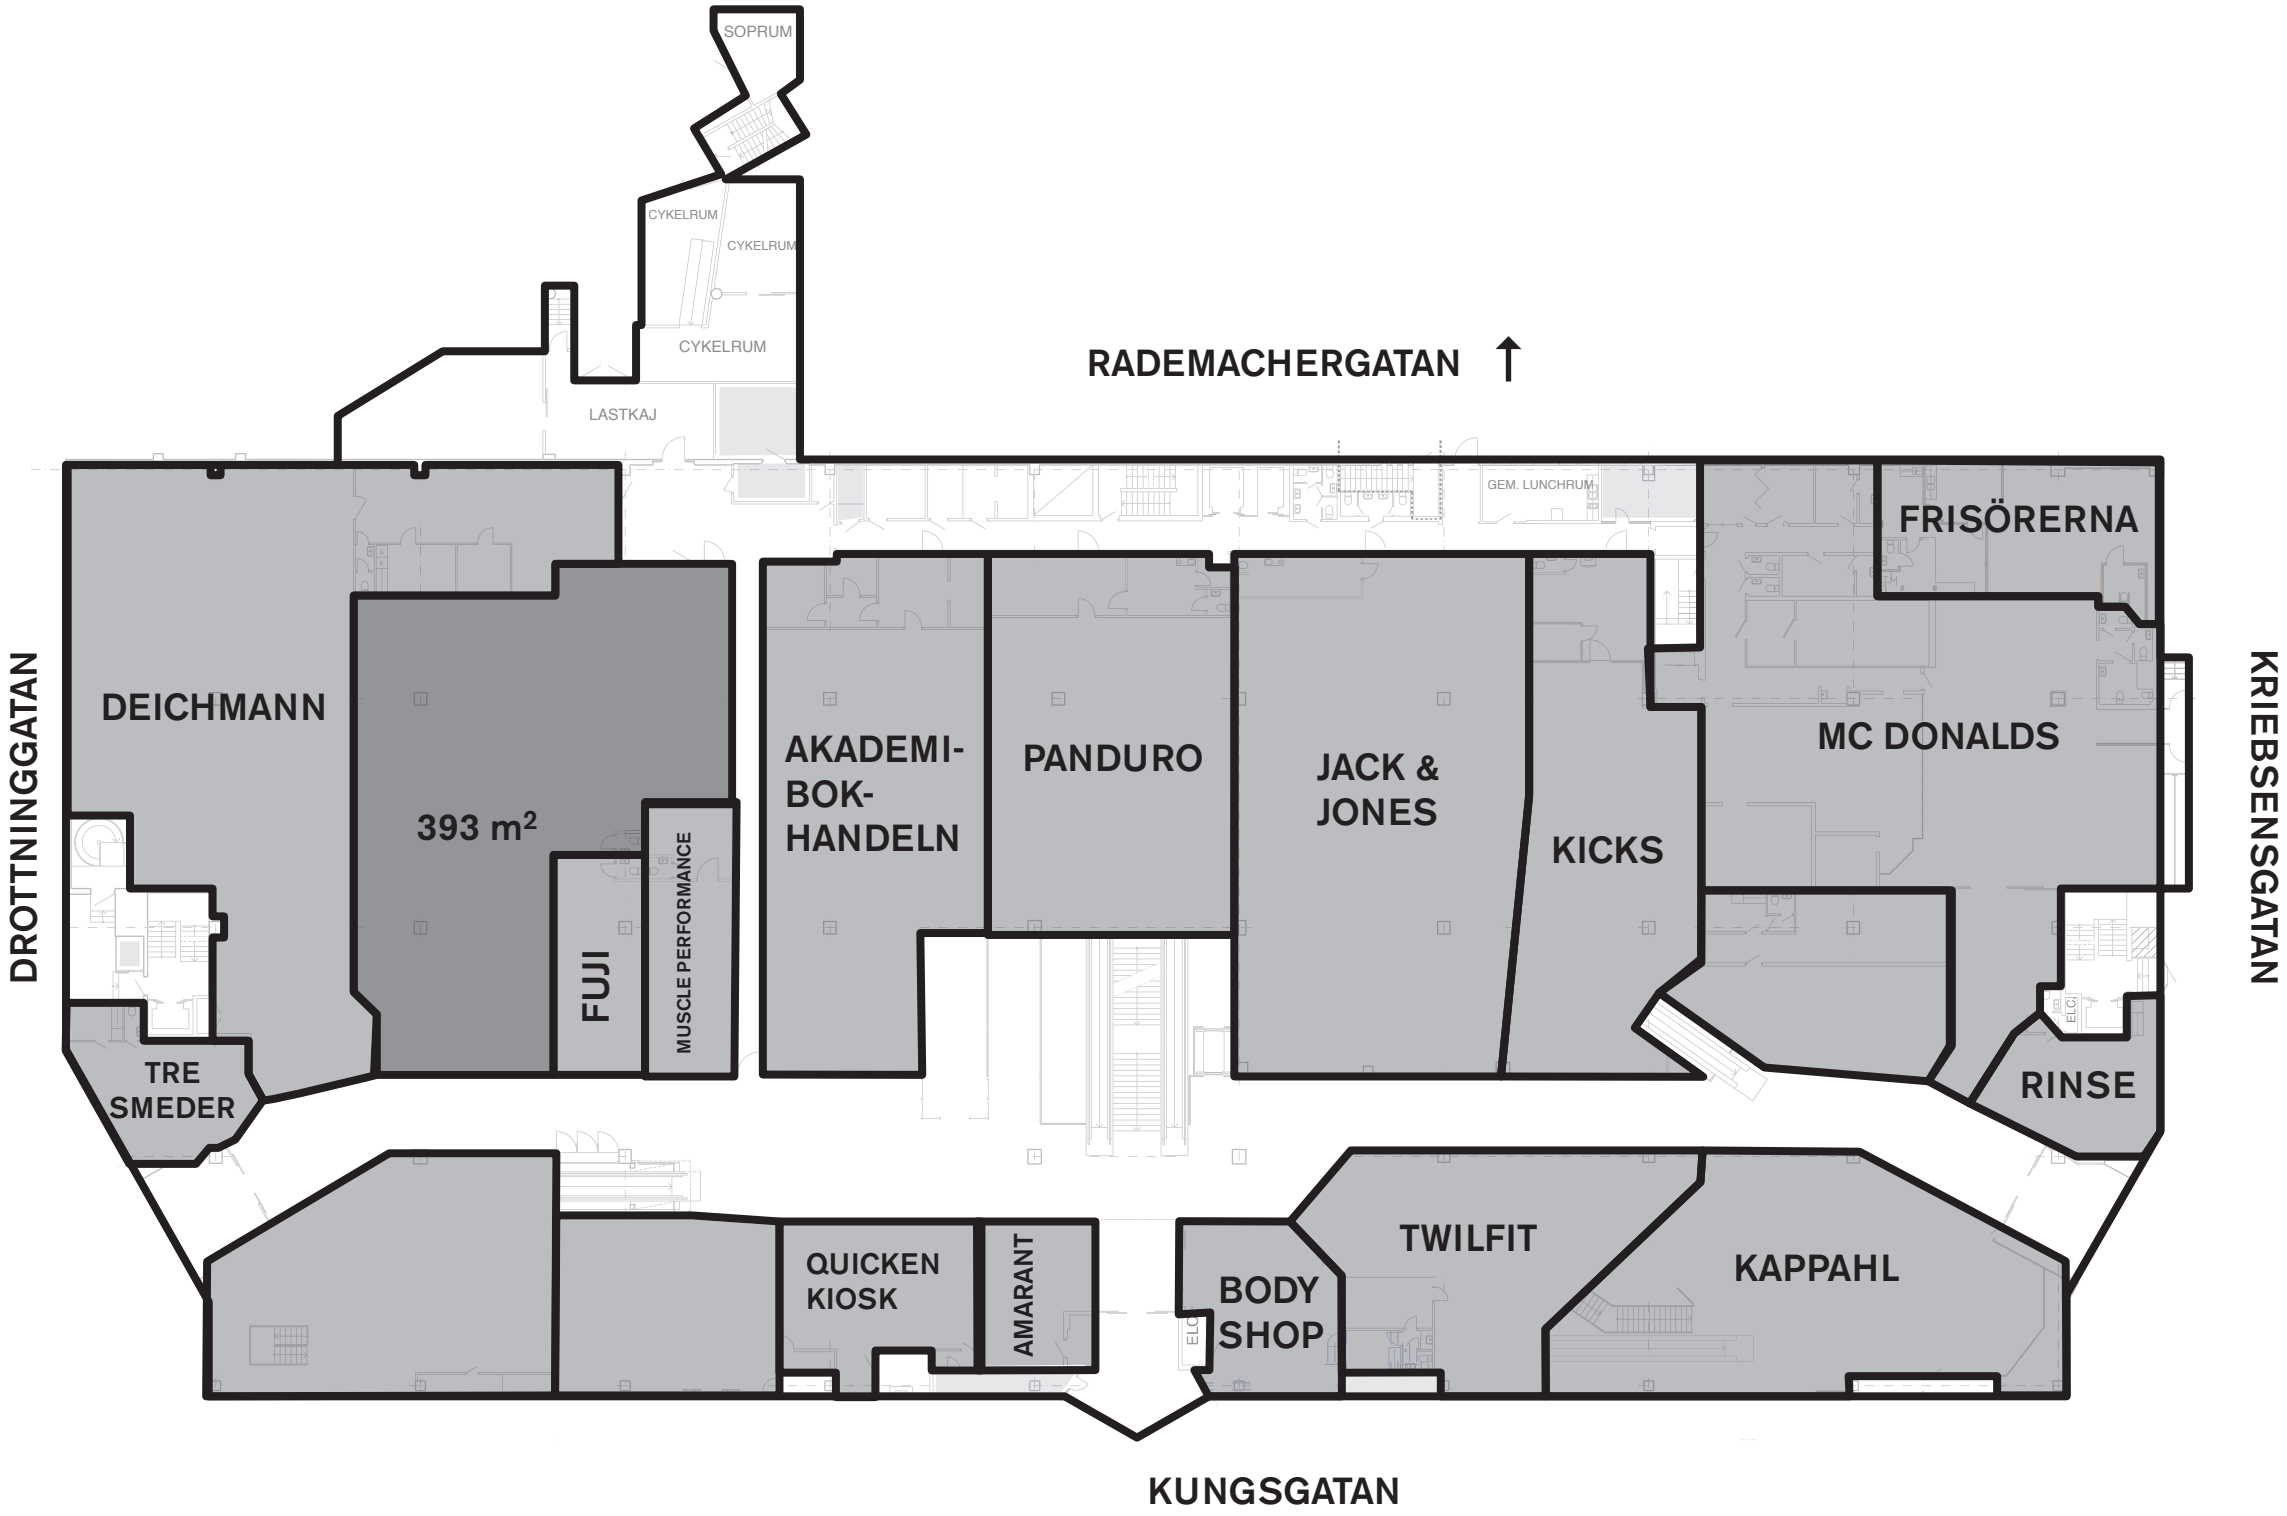 SOPRUM
CYKELRUM
CYKELRUM
CYKELRUM
RADEMACHERGATAN
LASTKAJ
GEM. LUNCHRUM
FRISÖRERNA
DROTTNINGGATAN
DEICHMANN
393 m²
FUJI
MUSCLE PERFORMANCE
AKADEMI-
BOK-
HANDELN
PANDURO
JACK &
JONES
KICKS
MC DONALDS
KRIEBSENSGATAN
ELC.
TRE
SMEDER
RINSE
QUICKEN
KIOSK
AMARANT
ELC
BODY
SHOP
TWILFIT
KAPPAHL
KUNGSGATAN